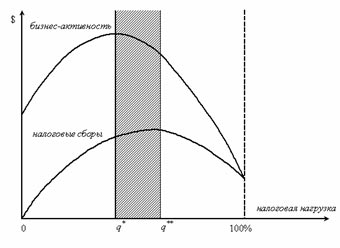 $
бизнес-активность
налоговые сборы
налоговая нагрузка
0 q* q** 100%